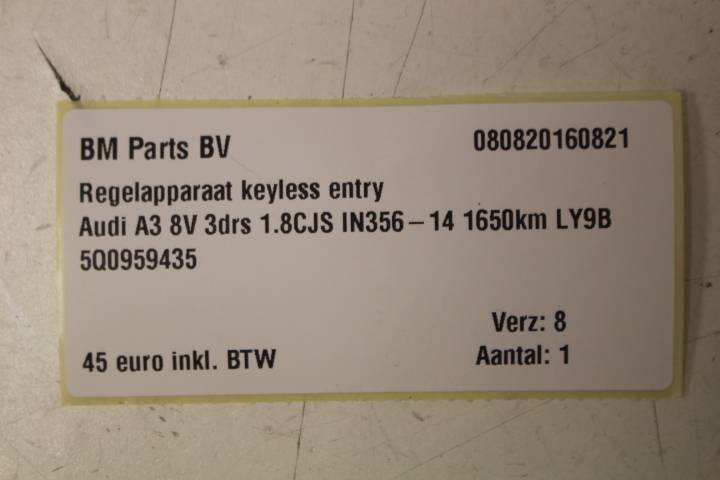 BM Parts BV 080820160821
Regelapparaat keyless entry
Audi A3 8V 3drs 1.8CJS IN356-14 1650km LY9B
5Q0959435
Verz: 8
45 euro inkl. BTW Aantal: 1